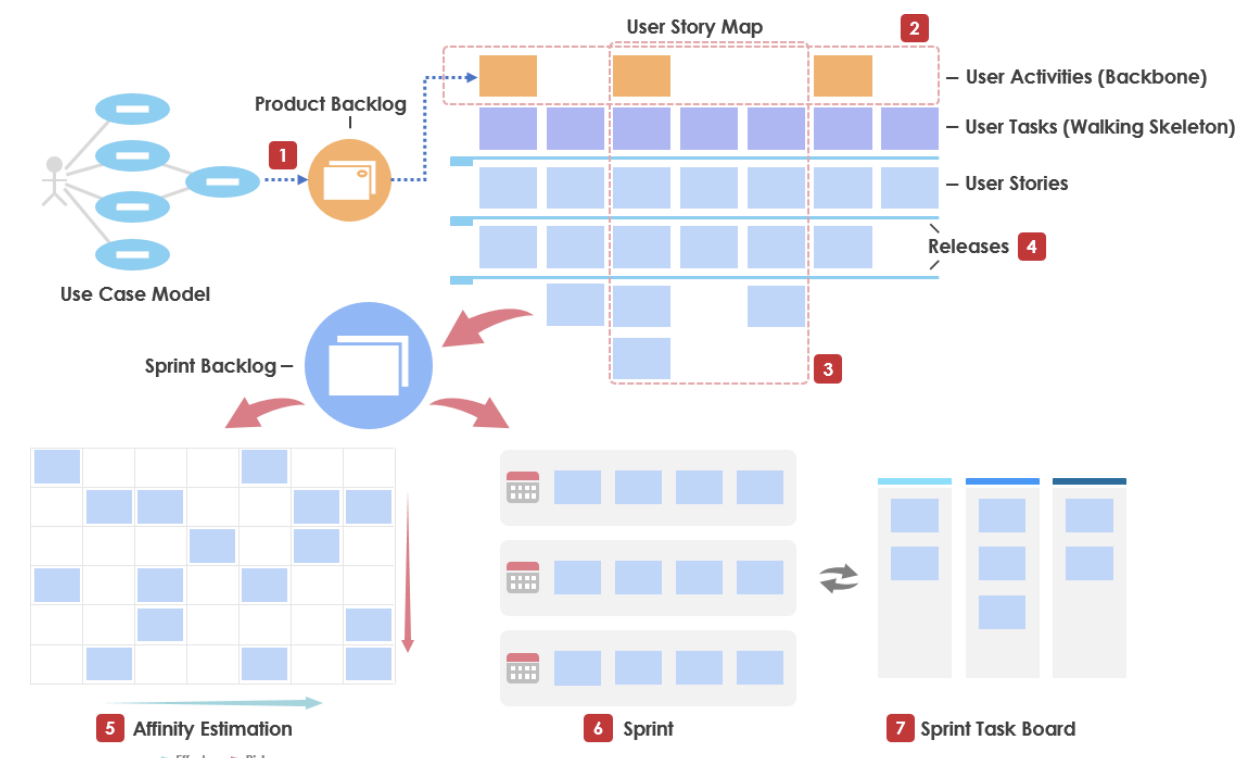 User Story Map
2
User Activities (Backbone)
Product Backlog
User Tasks (Walking Skeleton)
1
User Stories
Releases 4
Use Case Model
Sprint Backlog
3
5 Affinity Estimation
6 Sprint
7 Sprint Task Board